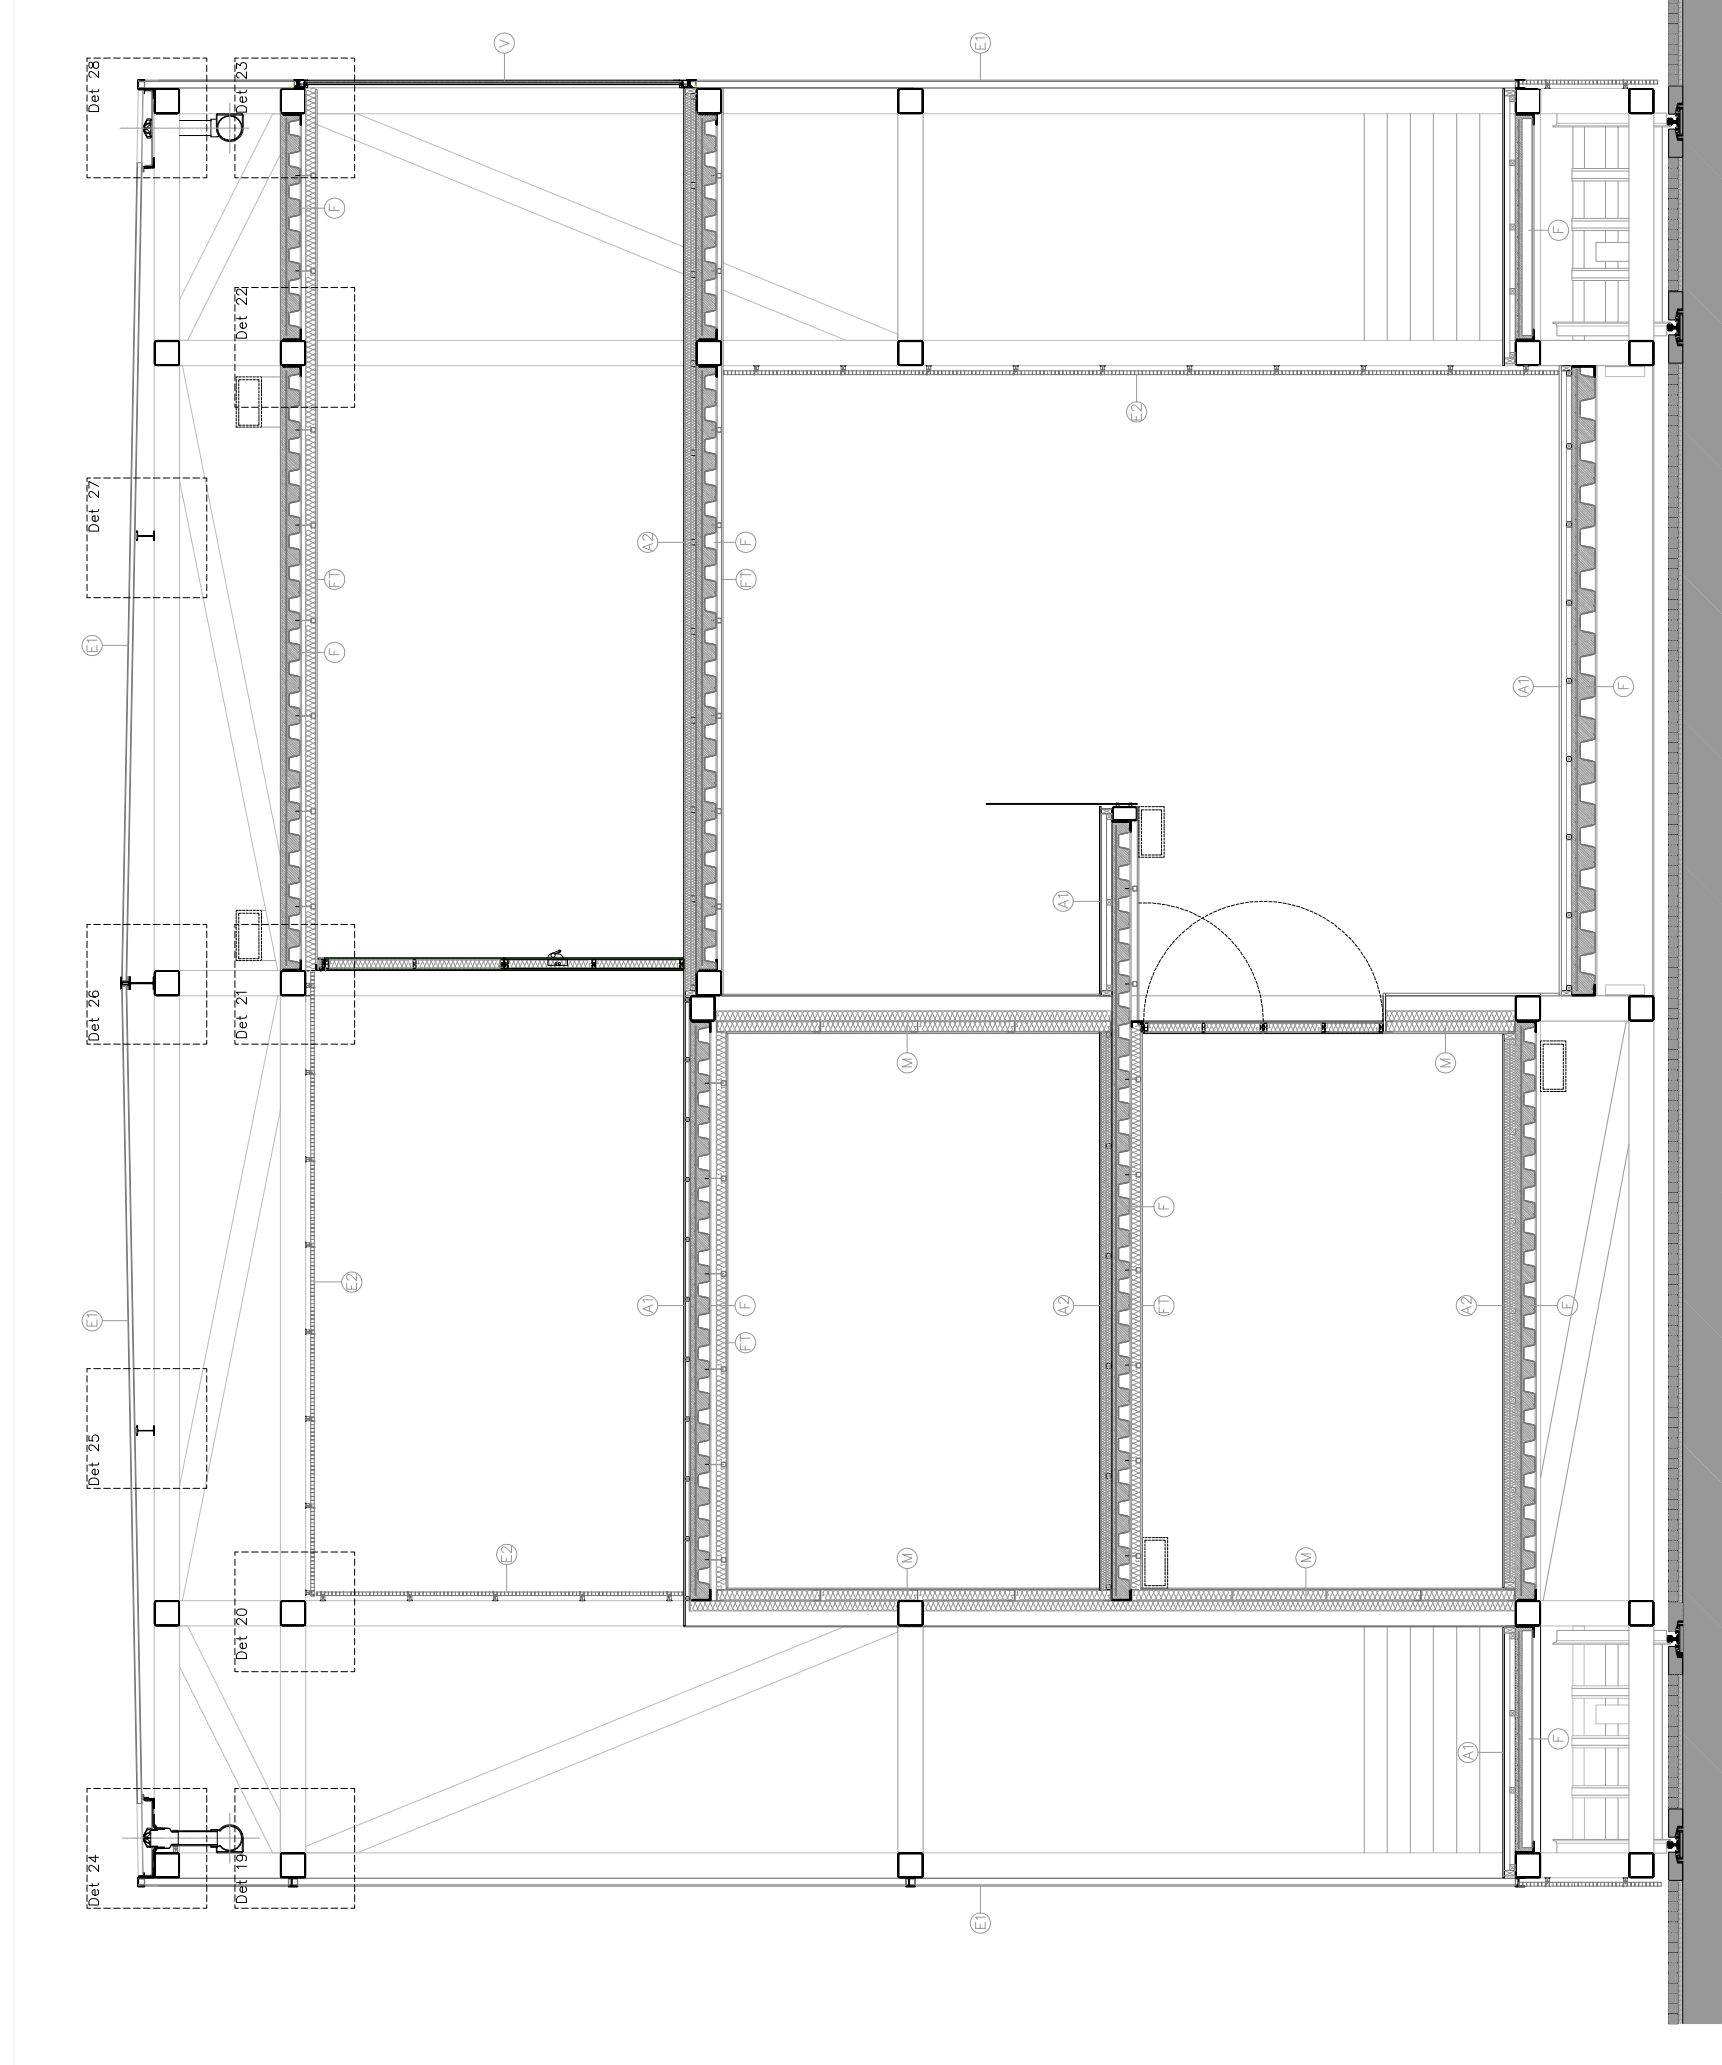 E1
E1
Det 24
Det 25
Det 26
Det 27
Det 28
Det 19
Det 20
Det 21
Det 22
Det 23
F
FT
F
E2
E2
V
A1
A2
FT
F
FT
F
M
M
E1
E1
A2
A1
E2
FT
F
M
M
A1
A2
A1
F
F
F
F